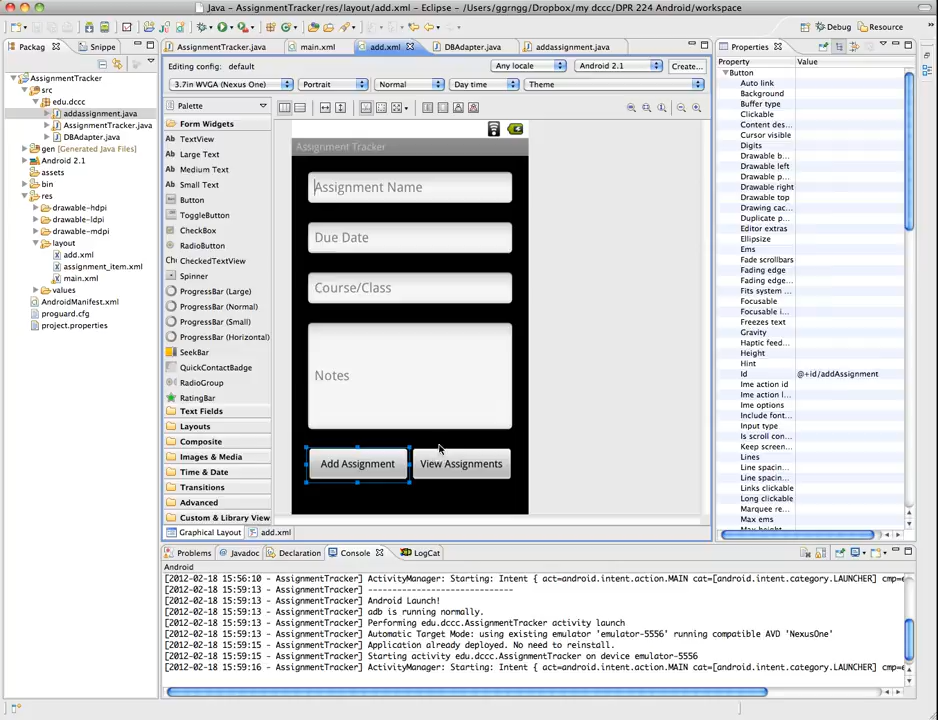 Java - AssignmentTracker/res/layout/add.xml - Eclipse - /Users/ggrngg/Dropbox/my dccc/DPR 224 Android/workspace
Debug
Resource
Package
Snippe
AssignmentTracker.java
main.xml
add.xml
DBAdapter.java
addassignment.java
Properties
Editing config: default
Any locale
Android 2.1
Create...
3.7in WVGA (Nexus One)
Portrait
Normal
Day time
Theme
AssignmentTracker
src
edu.dccc
addassignment.java
AssignmentTracker.java
DBAdapter.java
gen [Generated Java Files]
Android 2.1
assets
bin
res
drawable-hdpi
drawable-ldpi
drawable-mdpi
layout
add.xml
assignment_item.xml
main.xml
values
AndroidManifest.xml
proguard.cfg
project.properties
Palette
Form Widgets
Ab TextView
Ab Large Text
Ab Medium Text
Ab Small Text
Button
ToggleButton
CheckBox
RadioButton
CheckedTextView
Spinner
ProgressBar (Large)
ProgressBar (Normal)
ProgressBar (Small)
ProgressBar (Horizontal)
SeekBar
QuickContactBadge
RadioGroup
RatingBar
Text Fields
Layouts
Composite
Images & Media
Time & Date
Transitions
Advanced
Custom & Library View
Graphical Layout
add.xml
Assignment Tracker
Assignment Name
Due Date
Course/Class
Notes
Add Assignment
View Assignments
Property Value
Button
Auto link
Background
Buffer type
Clickable
Content des...
Cursor visible
Digits
Drawable b...
Drawable left
Drawable p...
Drawable right
Drawable top
Drawing cac...
Duplicate p...
Editor extras
Ellipsize
Ems
Fade scrollbars
Fading edge
Fading edge...
Fits system ...
Focusable
Focusable i...
Freezes text
Gravity
Haptic feed...
Height
Hint
Id @+id/addAssignment
Ime action id
Ime action l...
Ime options
Include font...
Input type
Is scroll con...
Keep screen...
Lines
Line spacin...
Line spacin...
Links clickable
Long clickable
Marquee re...
Max ems
Problems
Javadoc
Declaration
Console
LogCat
Android
[2012-02-18 15:56:10 - AssignmentTracker] ActivityManager: Starting: Intent { act=android.intent.action.MAIN cat=[android.intent.category.LAUNCHER] cmp=e
[2012-02-18 15:59:13 - AssignmentTracker] ------------------------------
[2012-02-18 15:59:13 - AssignmentTracker] Android Launch!
[2012-02-18 15:59:13 - AssignmentTracker] adb is running normally.
[2012-02-18 15:59:13 - AssignmentTracker] Performing edu.dccc.AssignmentTracker activity launch
[2012-02-18 15:59:13 - AssignmentTracker] Automatic Target Mode: using existing emulator 'emulator-5556' running compatible AVD 'NexusOne'
[2012-02-18 15:59:15 - AssignmentTracker] Application already deployed. No need to reinstall.
[2012-02-18 15:59:15 - AssignmentTracker] Starting activity edu.dccc.AssignmentTracker on device emulator-5556
[2012-02-18 15:59:16 - AssignmentTracker] ActivityManager: Starting: Intent { act=android.intent.action.MAIN cat=[android.intent.category.LAUNCHER] cmp=e